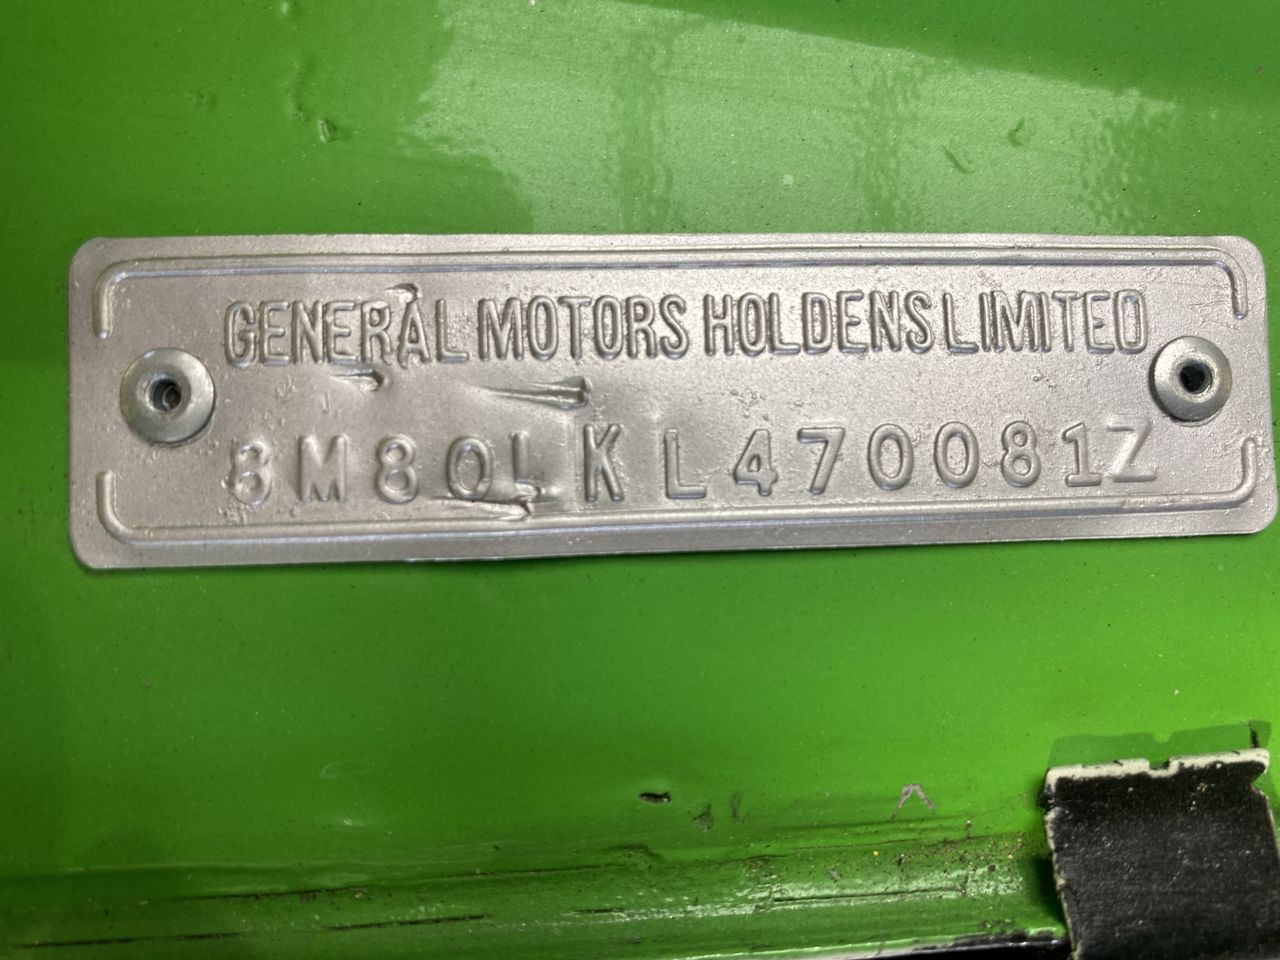 GENERAL MOTORS HOLDENS LIMITED
8M80LKL470081Z